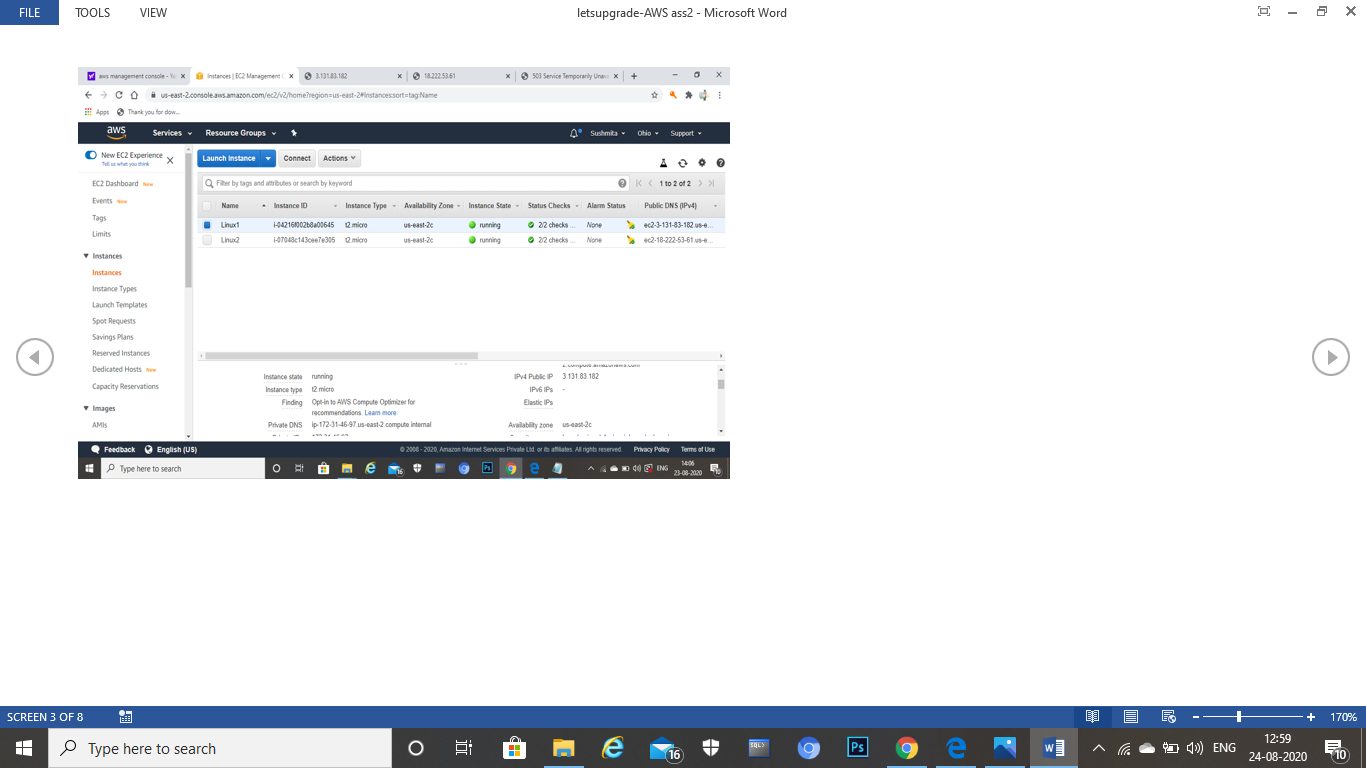 FILE TOOLS VIEW letsupgrade-AWS ass2 - Microsoft Word
aws management console - Ya Instances | EC2 Management C 3.131.83.182 18.222.53.61 503 Service Temporarily Unava
us-east-2.console.aws.amazon.com/ec2/v2/home?region=us-east-2#Instances:sort=tag:Name
Apps Thank you for dow...
aws Services Resource Groups Sushmita Ohio Support
New EC2 Experience
Tell us what you think
Launch Instance Connect Actions
EC2 Dashboard New
Events New
Tags
Limits
Instances
Instances
Instance Types
Launch Templates
Spot Requests
Savings Plans
Reserved Instances
Dedicated Hosts New
Capacity Reservations
Images
AMIs
Filter by tags and attributes or search by keyword 1 to 2 of 2
Name Instance ID Instance Type Availability Zone Instance State Status Checks Alarm Status Public DNS (IPv4)
Linux1 i-04216f002b8a00645 t2.micro us-east-2c running 2/2 checks ... None ec2-3-131-83-182.us-e...
Linux2 i-07048c143cee7e305 t2.micro us-east-2c running 2/2 checks ... None ec2-18-222-53-61.us-e...
2.compute.amazonaws.com
Instance state running IPv4 Public IP 3.131.83.182
Instance type t2.micro IPv6 IPs -
Finding Opt-in to AWS Compute Optimizer for Elastic IPs
recommendations. Learn more
Private DNS ip-172-31-46-97.us-east-2.compute.internal Availability zone us-east-2c
Feedback English (US) © 2008 - 2020, Amazon Internet Services Private Ltd. or its affiliates. All rights reserved. Privacy Policy Terms of Use
Type here to search 16 Ps ENG 14:06
23-08-2020 10
SCREEN 3 OF 8 170%
Type here to search 16 SQL> Ps ENG 12:59
24-08-2020 10